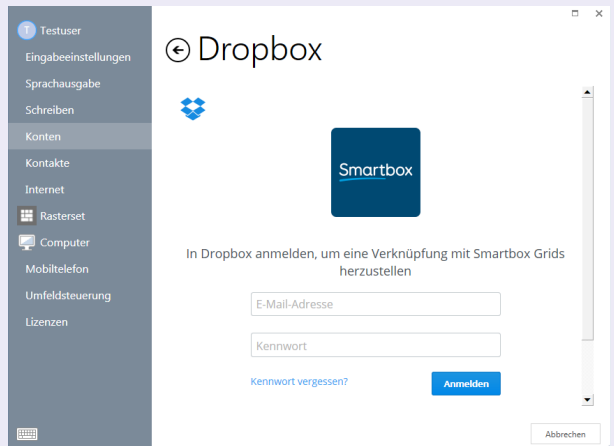 T Testuser
Eingabeeinstellungen
Sprachausgabe
Schreiben
Konten
Kontakte
Internet
Rasterset
Computer
Mobiltelefon
Umfeldsteuerung
Lizenzen
Dropbox
Smartbox
In Dropbox anmelden, um eine Verknüpfung mit Smartbox Grids
herzustellen
E-Mail-Adresse
Kennwort
Kennwort vergessen? Anmelden
Abbrechen